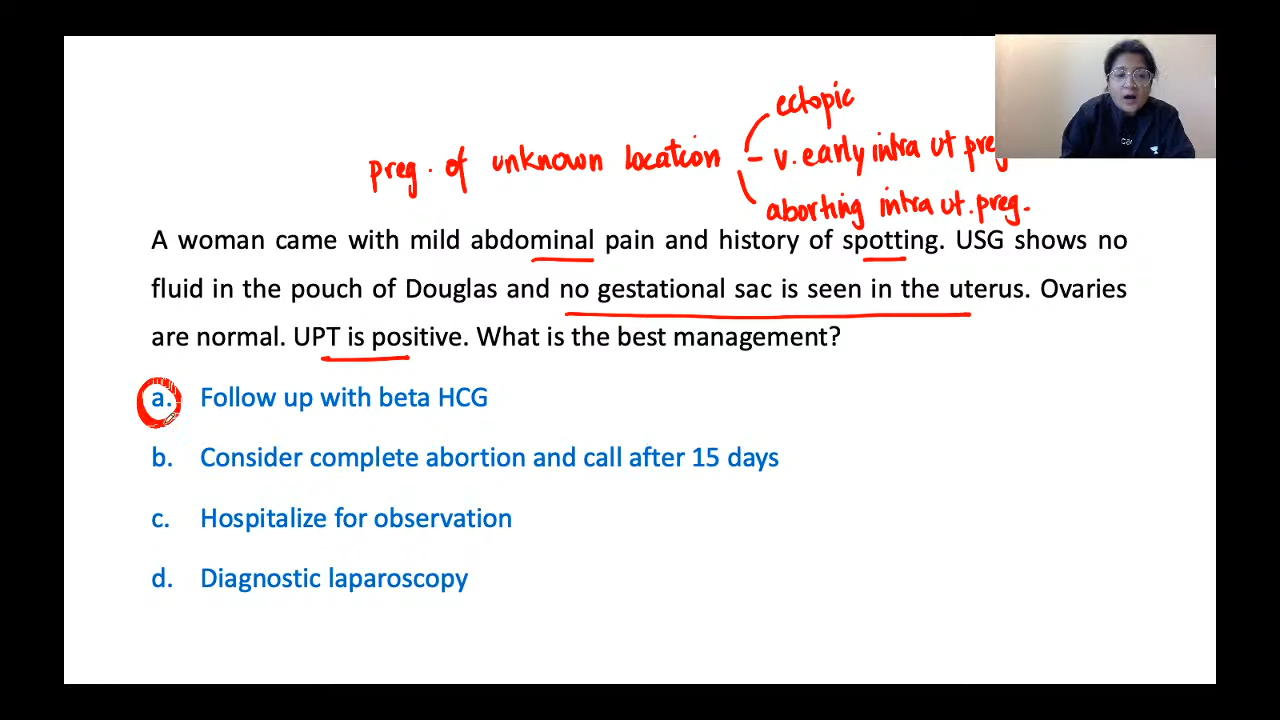 ectopic
preg. of unknown location - v. early intra ut preg
aborting intra ut. preg.
A woman came with mild abdominal pain and history of spotting. USG shows no
fluid in the pouch of Douglas and no gestational sac is seen in the uterus. Ovaries
are normal. UPT is positive. What is the best management?
a. Follow up with beta HCG
b. Consider complete abortion and call after 15 days
c. Hospitalize for observation
d. Diagnostic laparoscopy